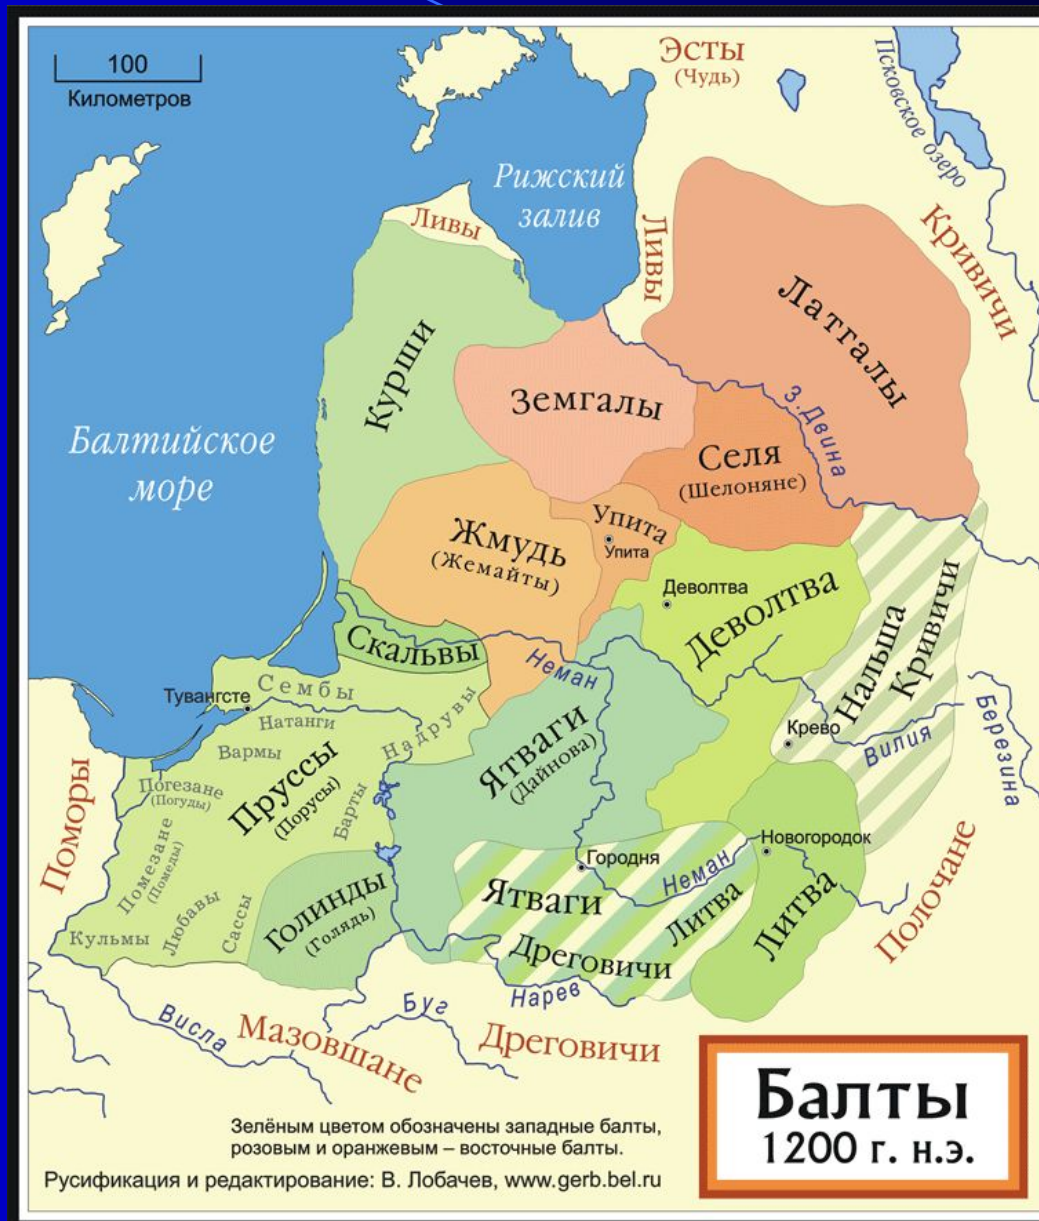 100
Километров
Эсты
(Чудь)
Псковское озеро
Рижский
залив
Ливы
Ливы
Кривичи
Латгалы
Курши
Земгалы
З.Двина
Балтийское
море
Селя
(Шелоняне)
Упита
Упита
Жмудь
(Жемайты)
Деволтва
Деволтва
Нальша
Кривичи
Скальвы
Неман
Сембы
Тувангсте
Натанги
Надрувы
Вармы
Ятваги
(Дайнова)
Крево
Вилия
Березина
Погезане
(Погуды)
Пруссы
(Порусы)
Барты
Поморы
Помезане
(Помеды)
Любавы
Сассы
Кульмы
Голинды
(Голядь)
Городня
Новогородок
Неман
Ятваги
Литва
Дреговичи
Литва
Полочане
Нарев
Буг
Висла
Мазовшане
Дреговичи
Зелёным цветом обозначены западные балты,
розовым и оранжевым – восточные балты.
Русификация и редактирование: В. Лобачев, www.gerb.bel.ru
Балты
1200 г. н.э.